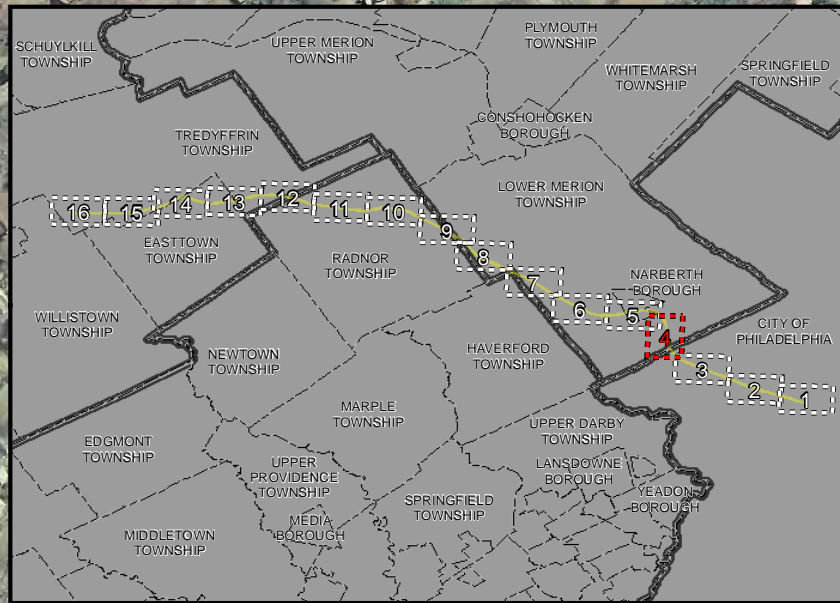 SCHUYLKILL
TOWNSHIP
UPPER MERION
TOWNSHIP
PLYMOUTH
TOWNSHIP
WHITEMARSH
TOWNSHIP
SPRINGFIELD
TOWNSHIP
CONSHOHOCKEN
BOROUGH
TREDYFFRIN
TOWNSHIP
LOWER MERION
TOWNSHIP
16
15
14
13
12
11
10
9
8
7
6
5
4
3
2
1
EASTTOWN
TOWNSHIP
RADNOR
TOWNSHIP
NARBERTH
BOROUGH
CITY OF
PHILADELPHIA
WILLISTOWN
TOWNSHIP
NEWTOWN
TOWNSHIP
HAVERFORD
TOWNSHIP
MARPLE
TOWNSHIP
EDGMONT
TOWNSHIP
UPPER DARBY
TOWNSHIP
UPPER
PROVIDENCE
TOWNSHIP
LANSDOWNE
BOROUGH
SPRINGFIELD
TOWNSHIP
YEADON
BOROUGH
MEDIA
BOROUGH
MIDDLETOWN
TOWNSHIP